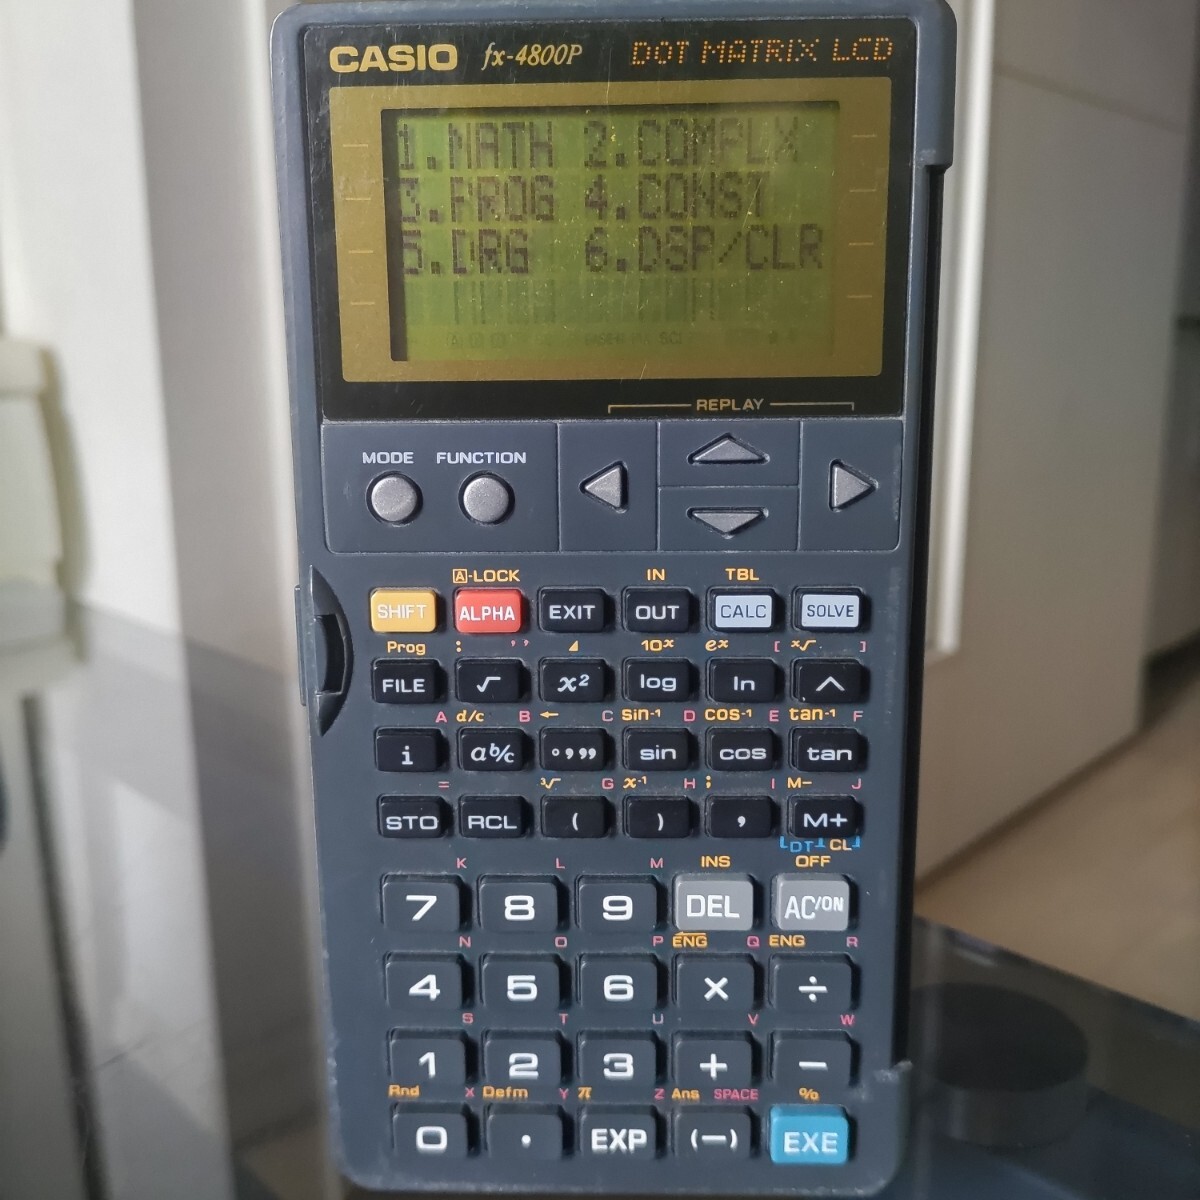 CASIO fx-4800P DOT MATRIX LCD
1.MATH 2.COMPLX
3.PROG 4.CONST
5.DRG 6.DSP/CLR
REPLAY
MODE FUNCTION
A-LOCK IN TBL
SHIFT ALPHA EXIT OUT CALC SOLVE
Prog : ’’ ◢ 10ˣ eˣ [ ˣ√ ]
FILE √ x² log ln ^
A d/c B ← C sin⁻¹ D cos⁻¹ E tan⁻¹ F
i ab/c °’’’ sin cos tan
= ³√ G x⁻¹ H ; I M- J
STO RCL ( ) , M+
DT CL
K L M INS OFF
7 8 9 DEL AC/ON
N O P ENG Q ENG R
4 5 6 × ÷
S T U V W
1 2 3 + −
Rnd X Defm Y π Z Ans SPACE %
0 . EXP (−) EXE